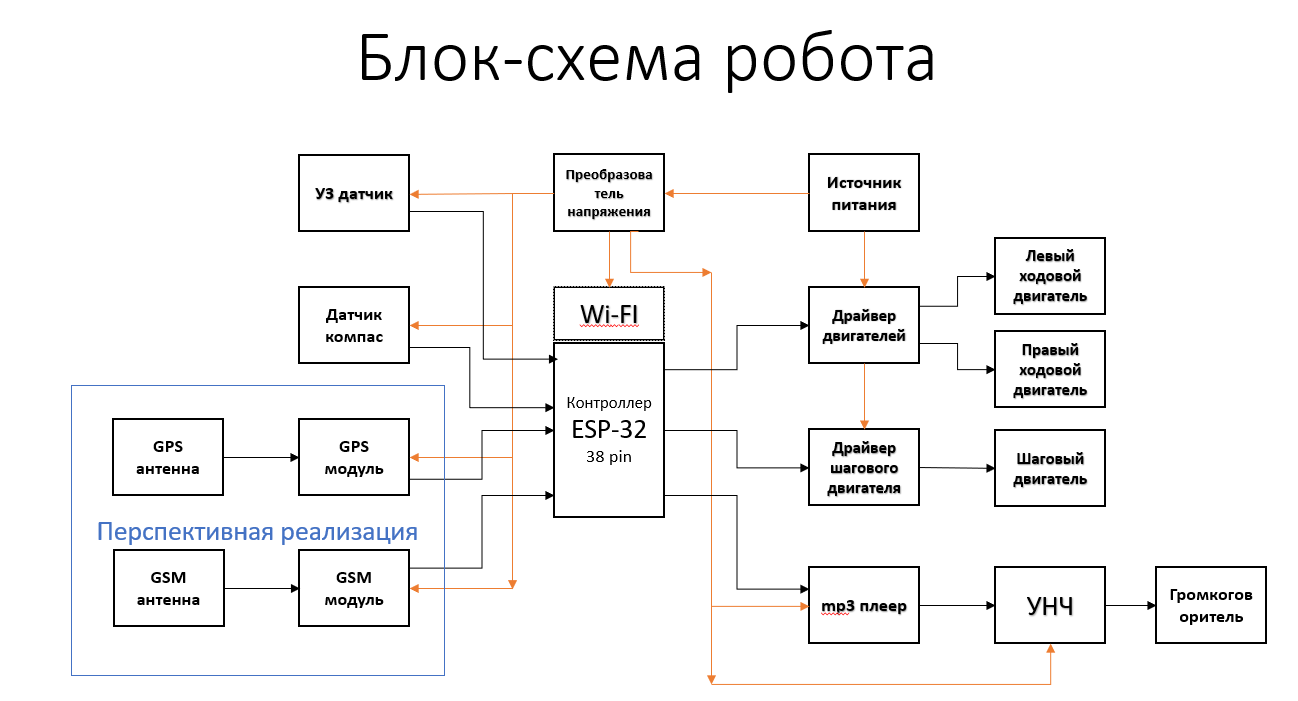 Блок-схема робота
УЗ датчик
Преобразова
тель
напряжения
Источник
питания
Левый
ходовой
двигатель
Датчик
компас
Wi-FI
Драйвер
двигателей
Правый
ходовой
двигатель
Контроллер
ESP-32
38 pin
GPS
антенна
GPS
модуль
Драйвер
шагового
двигателя
Шаговый
двигатель
Перспективная реализация
GSM
антенна
GSM
модуль
mp3 плеер
УНЧ
Громкогов
оритель